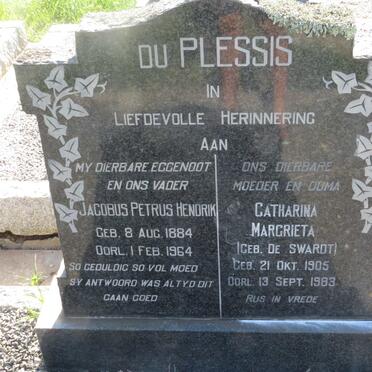 DU PLESSIS
IN
LIEFDEVOLLE HERINNERING
AAN
MY DIERBARE EGGENOOT
EN ONS VADER
JACOBUS PETRUS HENDRIK
GEB. 8 AUG. 1884
OORL. 1 FEB. 1964
SO GEDULDIG SO VOL MOED
SY ANTWOORD WAS ALTYD DIT
GAAN GOED
ONS DIERBARE
MOEDER EN OUMA
CATHARINA
MARGRIETA
(GEB. DE SWARDT)
GEB. 21 OKT. 1905
OORL. 13 SEPT. 1983
RUS IN VREDE